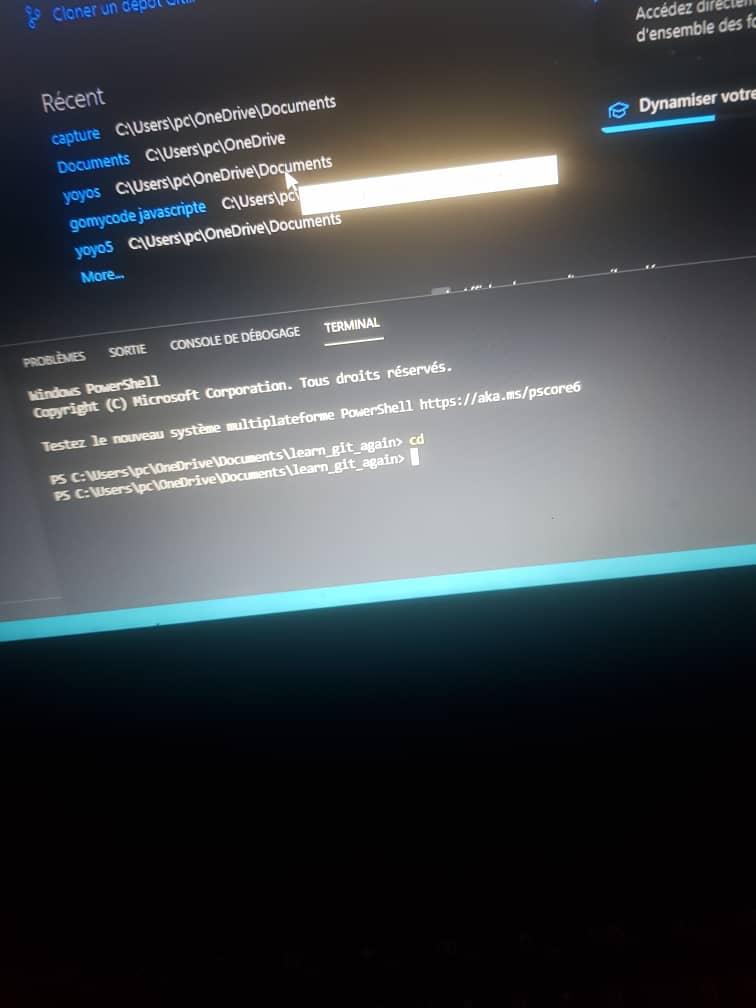 Cloner un dépôt Git...
Accédez directem
d'ensemble des fo
Récent
capture C:\Users\pc\OneDrive\Documents
Documents C:\Users\pc\OneDrive
yoyos C:\Users\pc\OneDrive\Documents
gomycode javascripte C:\Users\pc\
yoyo5 C:\Users\pc\OneDrive\Documents
More...
Dynamiser votre
PROBLÈMES SORTIE CONSOLE DE DÉBOGAGE TERMINAL
Windows PowerShell
Copyright (C) Microsoft Corporation. Tous droits réservés.
Testez le nouveau système multiplateforme PowerShell https://aka.ms/pscore6
PS C:\Users\pc\OneDrive\Documents\learn_git_again> cd
PS C:\Users\pc\OneDrive\Documents\learn_git_again>